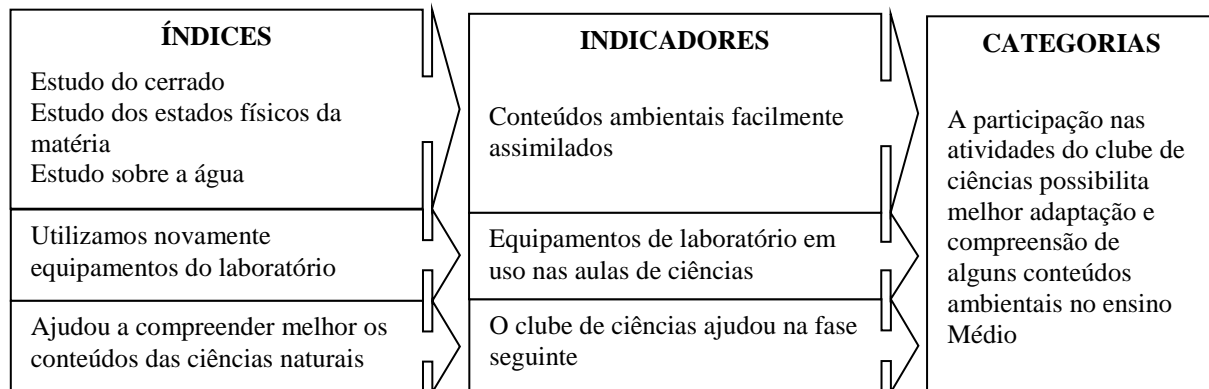 ÍNDICES
Estudo do cerrado
Estudo dos estados físicos da
matéria
Estudo sobre a água
Utilizamos novamente
equipamentos do laboratório
Ajudou a compreender melhor os
conteúdos das ciências naturais
INDICADORES
Conteúdos ambientais facilmente
assimilados
Equipamentos de laboratório em
uso nas aulas de ciências
O clube de ciências ajudou na fase
seguinte
CATEGORIAS
A participação nas
atividades do clube de
ciências possibilita
melhor adaptação e
compreensão de
alguns conteúdos
ambientais no ensino
Médio